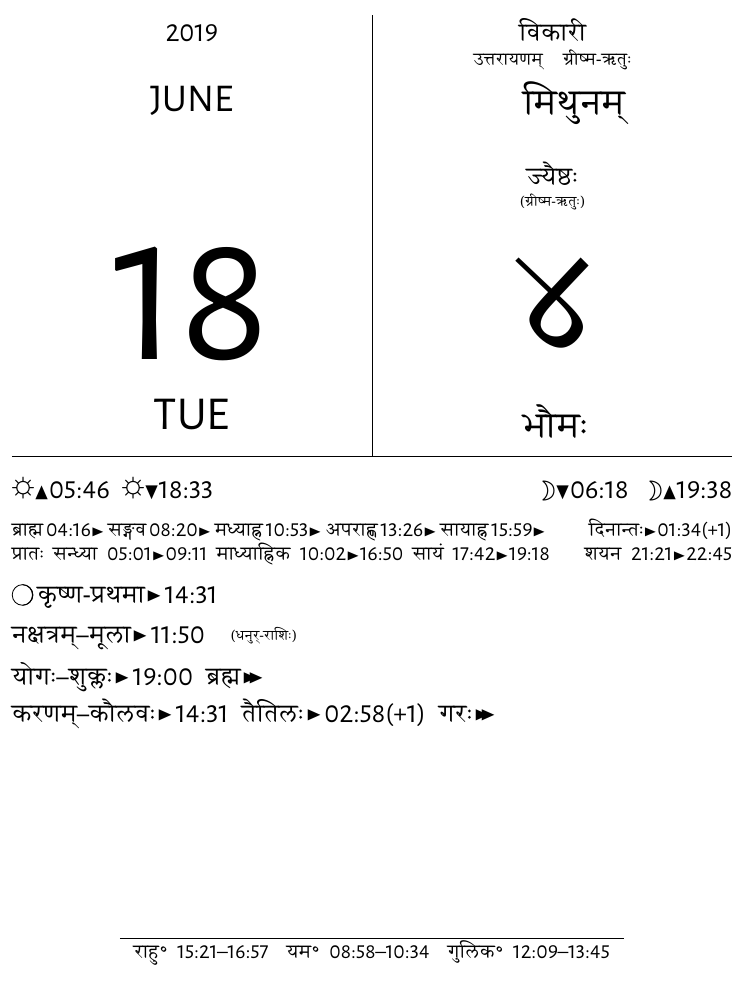 2019
JUNE
18
TUE
विकारी
उत्तरायणम् ग्रीष्म-ऋतुः
मिथुनम्
ज्यैष्ठः
(ग्रीष्म-ऋतुः)
४
भौमः
☼▲05:46 ☼▼18:33 ☽▼06:18 ☽▲19:38
ब्राह्म 04:16► सङ्गव 08:20► मध्याह्न 10:53► अपराह्ण 13:26► सायाह्न 15:59► दिनान्तः►01:34(+1)
प्रातः सन्ध्या 05:01►09:11 माध्याह्निक 10:02►16:50 सायं 17:42►19:18 शयन 21:21►22:45
◯कृष्ण-प्रथमा►14:31
नक्षत्रम्–मूला►11:50 (धनुर्-राशिः)
योगः–शुक्लः►19:00 ब्रह्म►►
करणम्–कौलवः►14:31 तैतिलः►02:58(+1) गरः►►
राहु° 15:21–16:57 यम° 08:58–10:34 गुलिक° 12:09–13:45